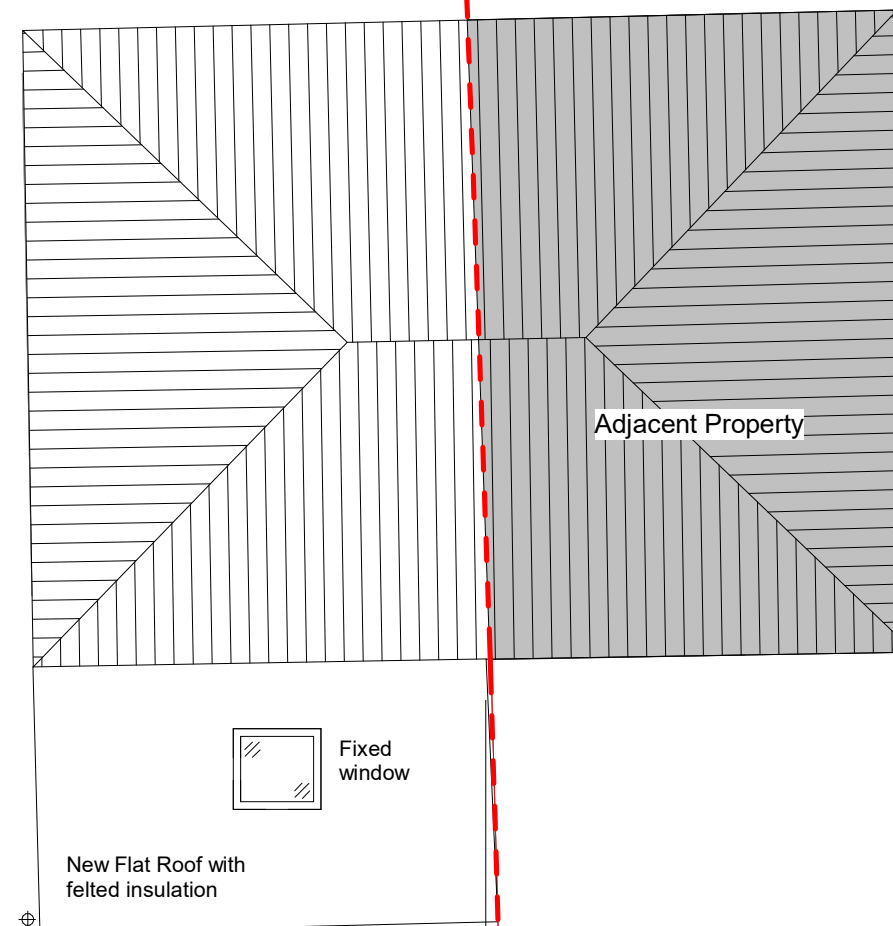 Adjacent Property
Fixed
window
New Flat Roof with
felted insulation